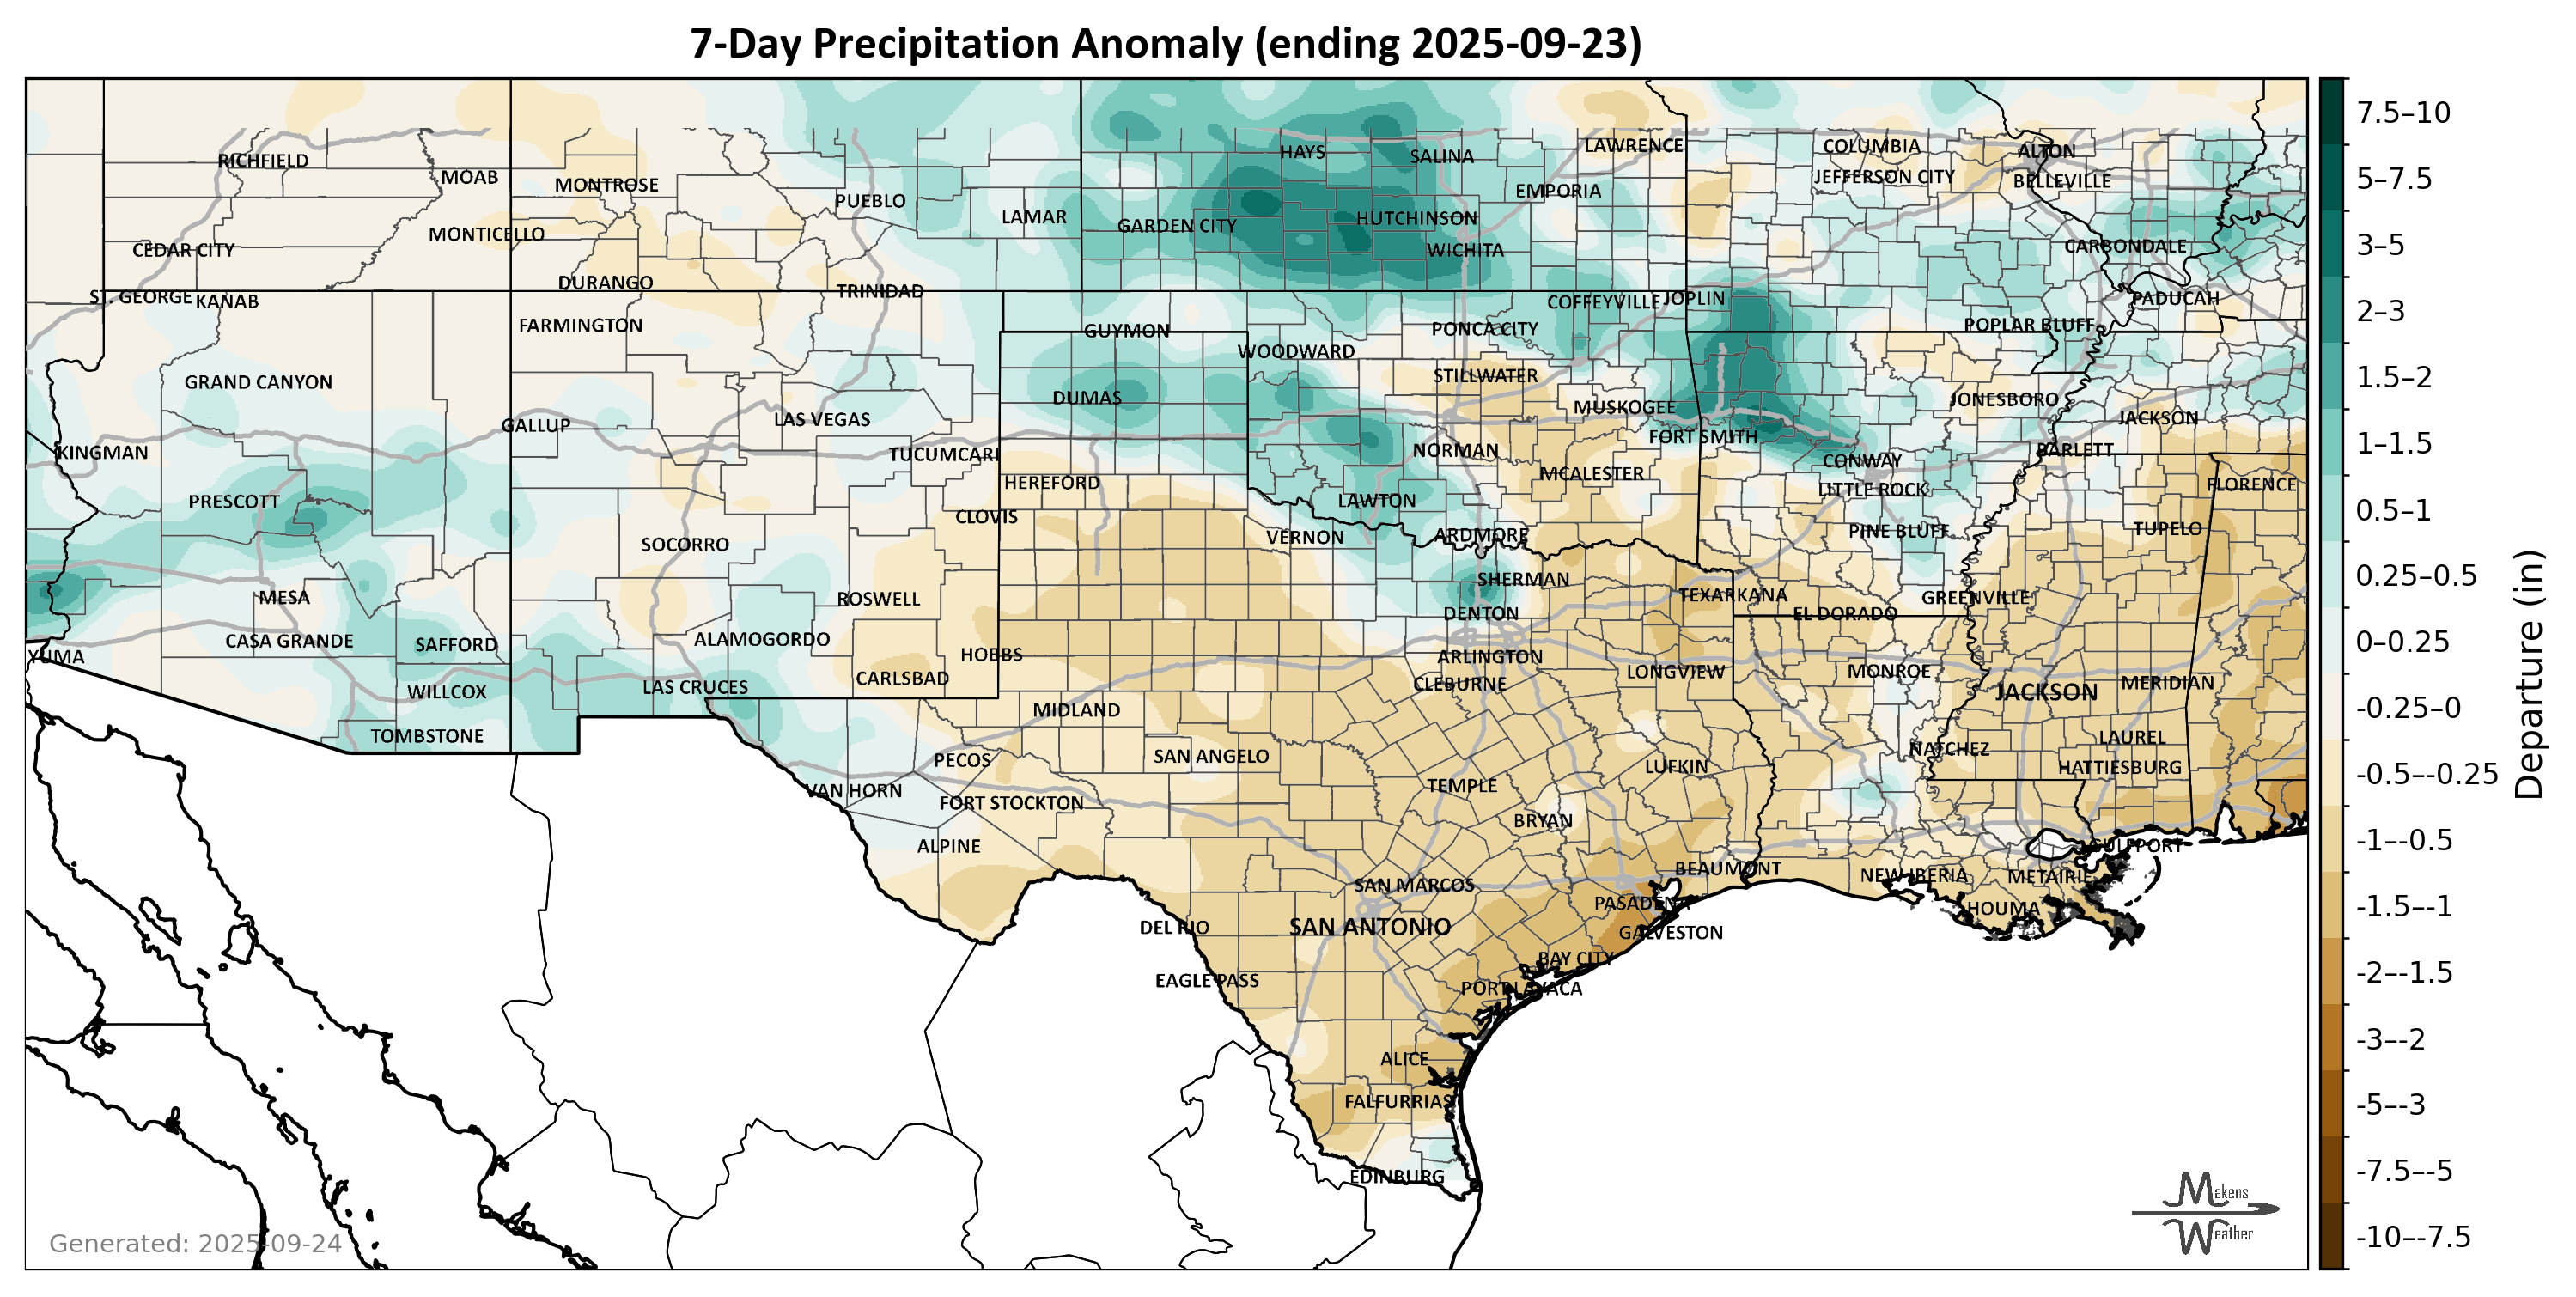 7-Day Precipitation Anomaly (ending 2025-09-23)
HAYS
SALINA
LAWRENCE
COLUMBIA
ALTON
RICHFIELD
MOAB
MONTROSE
EMPORIA
JEFFERSON CITY
BELLEVILLE
PUEBLO
LAMAR
GARDEN CITY
HUTCHINSON
MONTICELLO
CEDAR CITY
WICHITA
CARBONDALE
DURANGO
TRINIDAD
ST. GEORGE
KANAB
COFFEYVILLE
JOPLIN
PADUCAH
FARMINGTON
GUYMON
PONCA CITY
POPLAR BLUFF
WOODWARD
GRAND CANYON
STILLWATER
DUMAS
MUSKOGEE
JONESBORO
GALLUP
LAS VEGAS
JACKSON
KINGMAN
TUCUMCARI
NORMAN
FORT SMITH
BARLETT
CONWAY
HEREFORD
MCALESTER
PRESCOTT
LAWTON
LITTLE ROCK
FLORENCE
CLOVIS
VERNON
ARDMORE
PINE BLUFF
TUPELO
SOCORRO
SHERMAN
MESA
ROSWELL
DENTON
TEXARKANA
EL DORADO
GREENVILLE
CASA GRANDE
SAFFORD
ALAMOGORDO
YUMA
HOBBS
ARLINGTON
WILLCOX
LAS CRUCES
CARLSBAD
CLEBURNE
LONGVIEW
MONROE
JACKSON
MERIDIAN
MIDLAND
TOMBSTONE
PECOS
SAN ANGELO
LUFKIN
NATCHEZ
LAUREL
VAN HORN
FORT STOCKTON
TEMPLE
HATTIESBURG
BRYAN
ALPINE
GULFPORT
SAN MARCOS
BEAUMONT
NEW IBERIA
METAIRIE
DEL RIO
SAN ANTONIO
PASADENA
GALVESTON
HOUMA
EAGLE PASS
BAY CITY
PORT LAVACA
ALICE
FALFURRIAS
EDINBURG
Generated: 2025-09-24
Makens
Weather
7.5–10
5–7.5
3–5
2–3
1.5–2
1–1.5
0.5–1
0.25–0.5
0–0.25
-0.25–0
-0.5–-0.25
-1–-0.5
-1.5–-1
-2–-1.5
-3–-2
-5–-3
-7.5–-5
-10–-7.5
Departure (in)